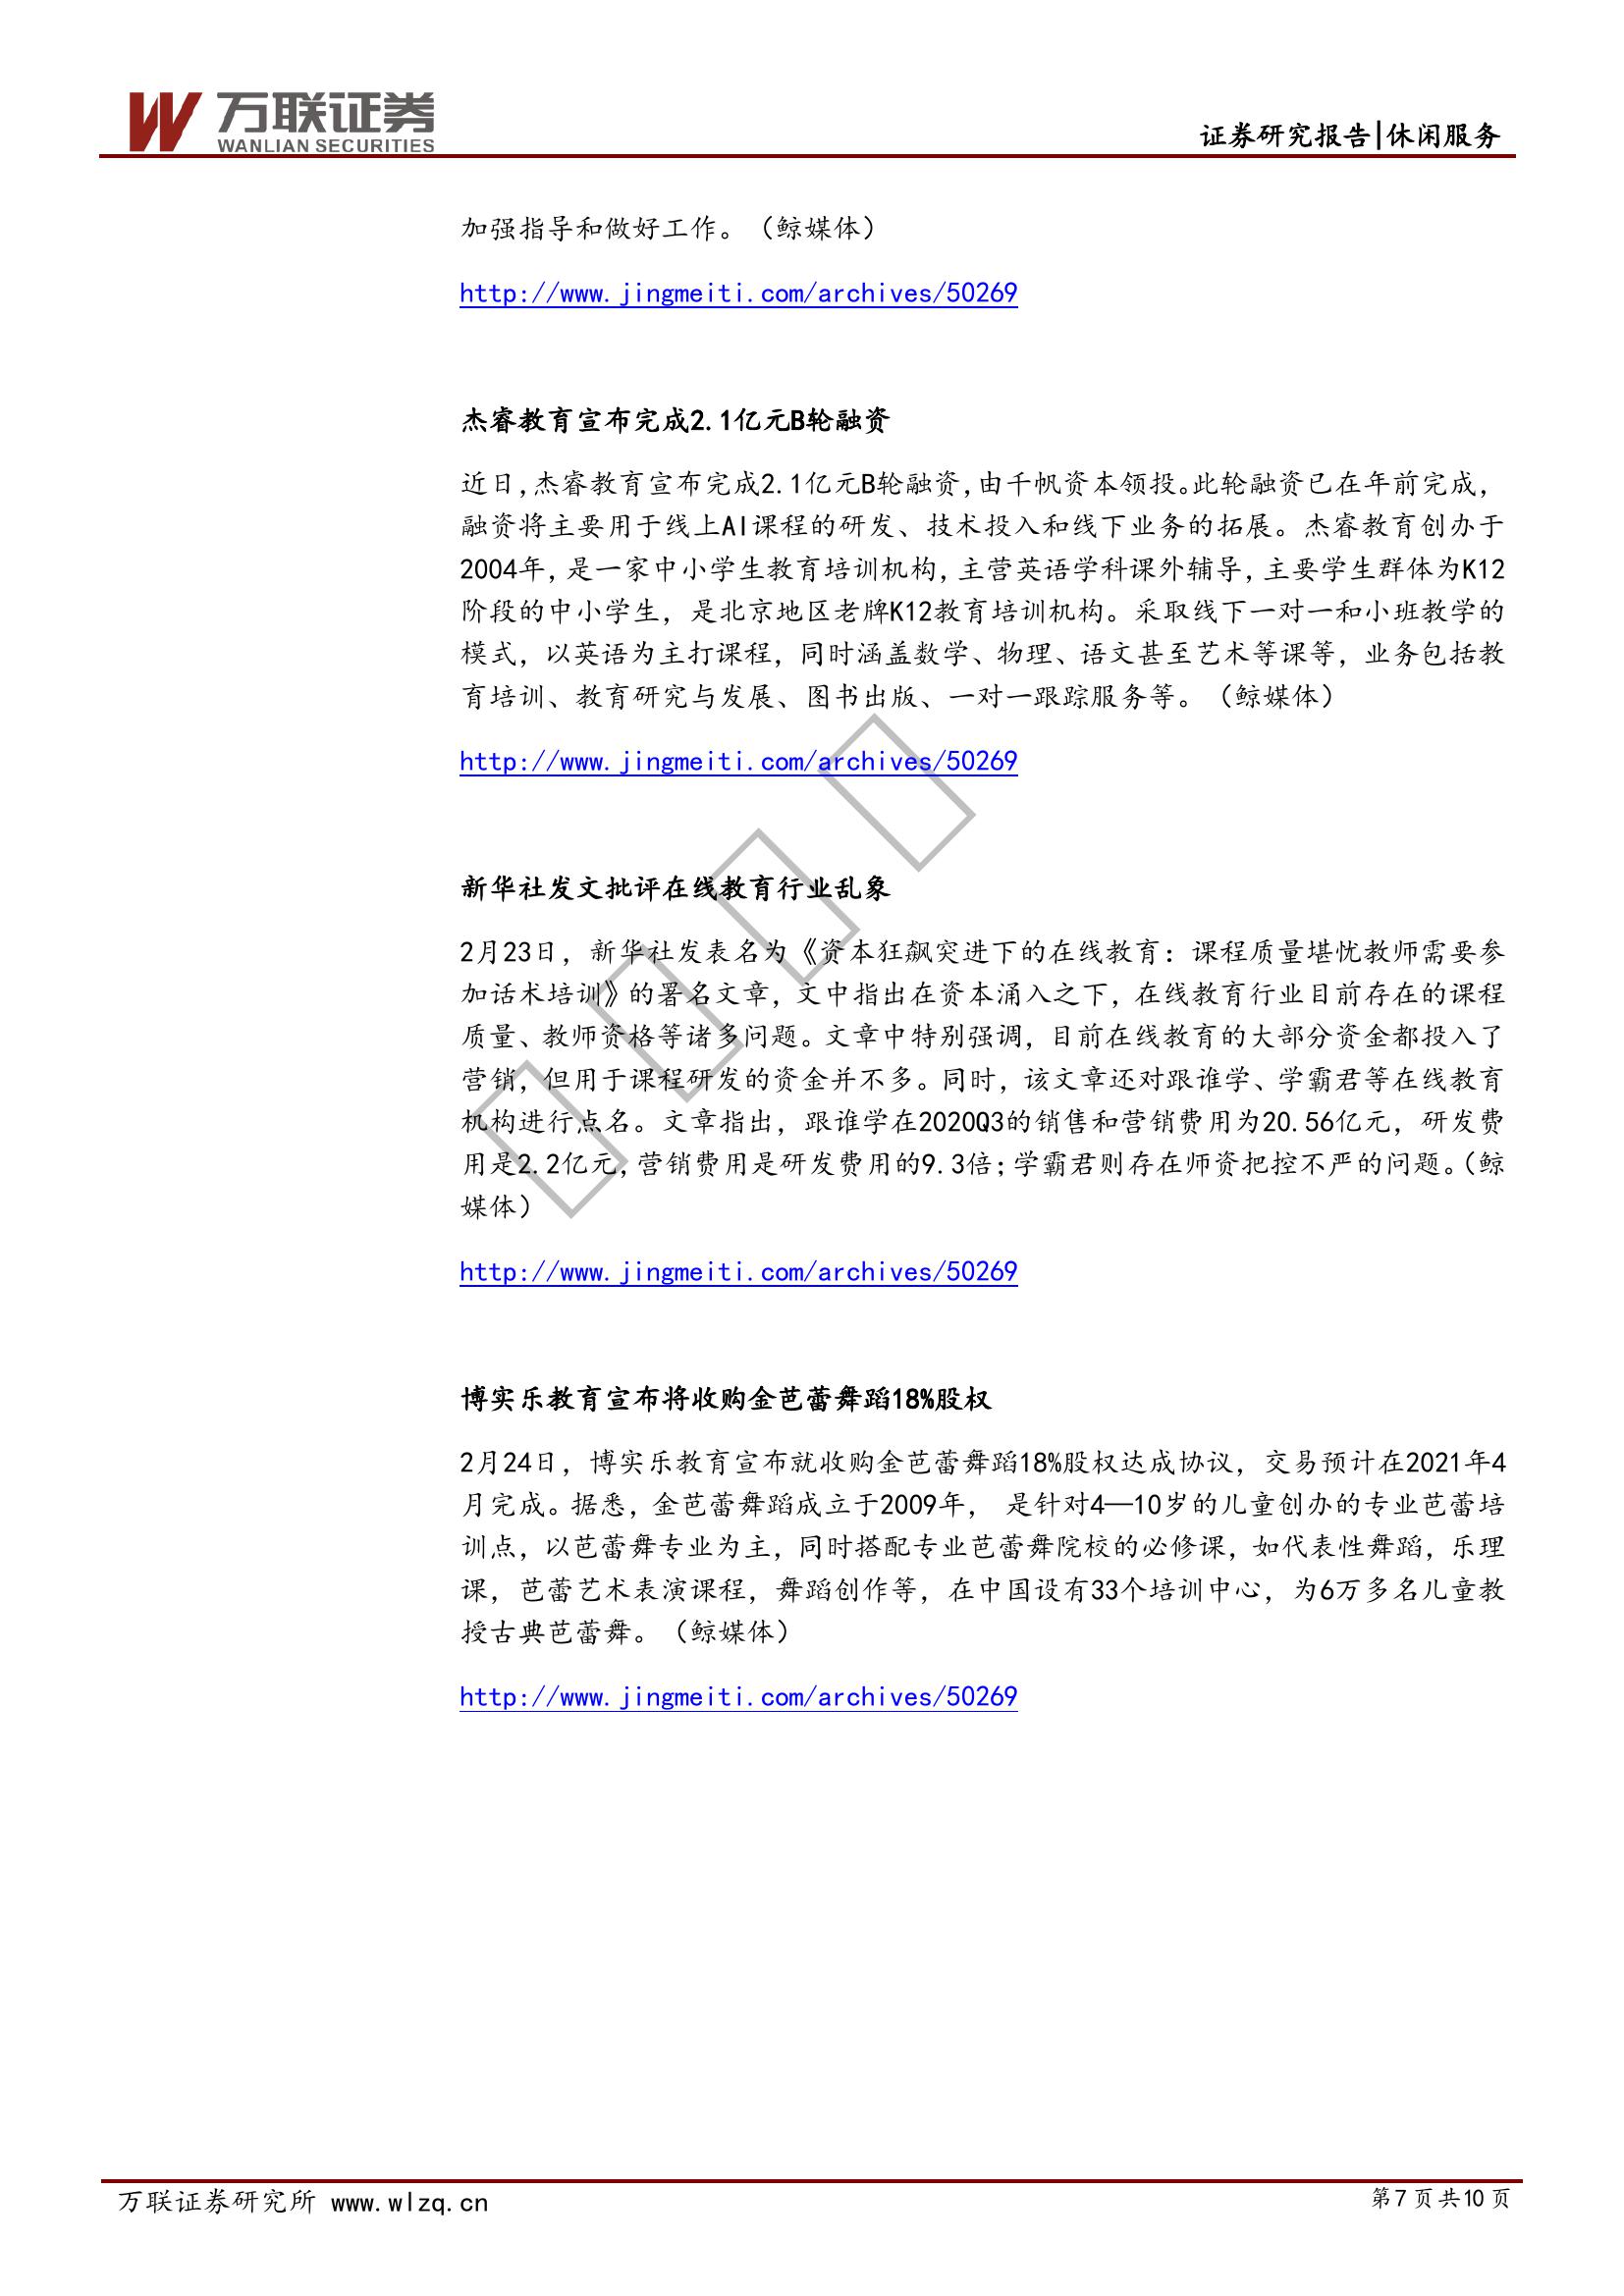 万联证券
WANLIAN SECURITIES
证券研究报告|休闲服务
加强指导和做好工作。（鲸媒体）
http://www.jingmeiti.com/archives/50269
杰睿教育宣布完成2.1亿元B轮融资
近日,杰睿教育宣布完成2.1亿元B轮融资,由千帆资本领投。此轮融资已在年前完成，
融资将主要用于线上AI课程的研发、技术投入和线下业务的拓展。杰睿教育创办于
2004年，是一家中小学生教育培训机构，主营英语学科课外辅导，主要学生群体为K12
阶段的中小学生，是北京地区老牌K12教育培训机构。采取线下一对一和小班教学的
模式，以英语为主打课程，同时涵盖数学、物理、语文甚至艺术等课等，业务包括教
育培训、教育研究与发展、图书出版、一对一跟踪服务等。（鲸媒体）
http://www.jingmeiti.com/archives/50269
新华社发文批评在线教育行业乱象
2月23日，新华社发表名为《资本狂飙突进下的在线教育：课程质量堪忧教师需要参
加话术培训》的署名文章，文中指出在资本涌入之下，在线教育行业目前存在的课程
质量、教师资格等诸多问题。文章中特别强调，目前在线教育的大部分资金都投入了
营销，但用于课程研发的资金并不多。同时，该文章还对跟谁学、学霸君等在线教育
机构进行点名。文章指出，跟谁学在2020Q3的销售和营销费用为20.56亿元，研发费
用是2.2亿元,营销费用是研发费用的9.3倍;学霸君则存在师资把控不严的问题。（鲸
媒体）
http://www.jingmeiti.com/archives/50269
博实乐教育宣布将收购金芭蕾舞蹈18%股权
2月24日，博实乐教育宣布就收购金芭蕾舞蹈18%股权达成协议，交易预计在2021年4
月完成。据悉，金芭蕾舞蹈成立于2009年， 是针对4—10岁的儿童创办的专业芭蕾培
训点，以芭蕾舞专业为主，同时搭配专业芭蕾舞院校的必修课，如代表性舞蹈，乐理
课，芭蕾艺术表演课程，舞蹈创作等，在中国设有33个培训中心，为6万多名儿童教
授古典芭蕾舞。（鲸媒体）
http://www.jingmeiti.com/archives/50269
万联证券研究所 www.wlzq.cn
第 7 页 共 10 页